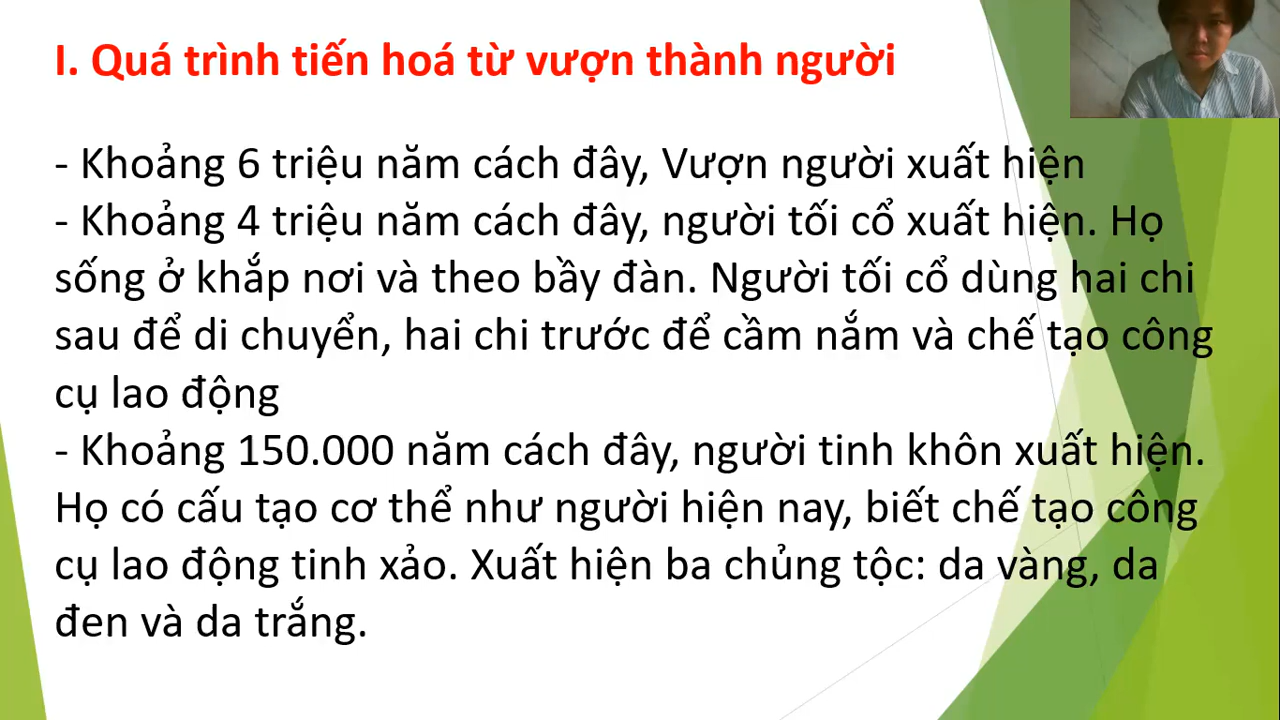 I. Quá trình tiến hoá từ vượn thành người
- Khoảng 6 triệu năm cách đây, Vượn người xuất hiện
- Khoảng 4 triệu năm cách đây, người tối cổ xuất hiện. Họ
sống ở khắp nơi và theo bầy đàn. Người tối cổ dùng hai chi
sau để di chuyển, hai chi trước để cầm nắm và chế tạo công
cụ lao động
- Khoảng 150.000 năm cách đây, người tinh khôn xuất hiện.
Họ có cấu tạo cơ thể như người hiện nay, biết chế tạo công
cụ lao động tinh xảo. Xuất hiện ba chủng tộc: da vàng, da
đen và da trắng.